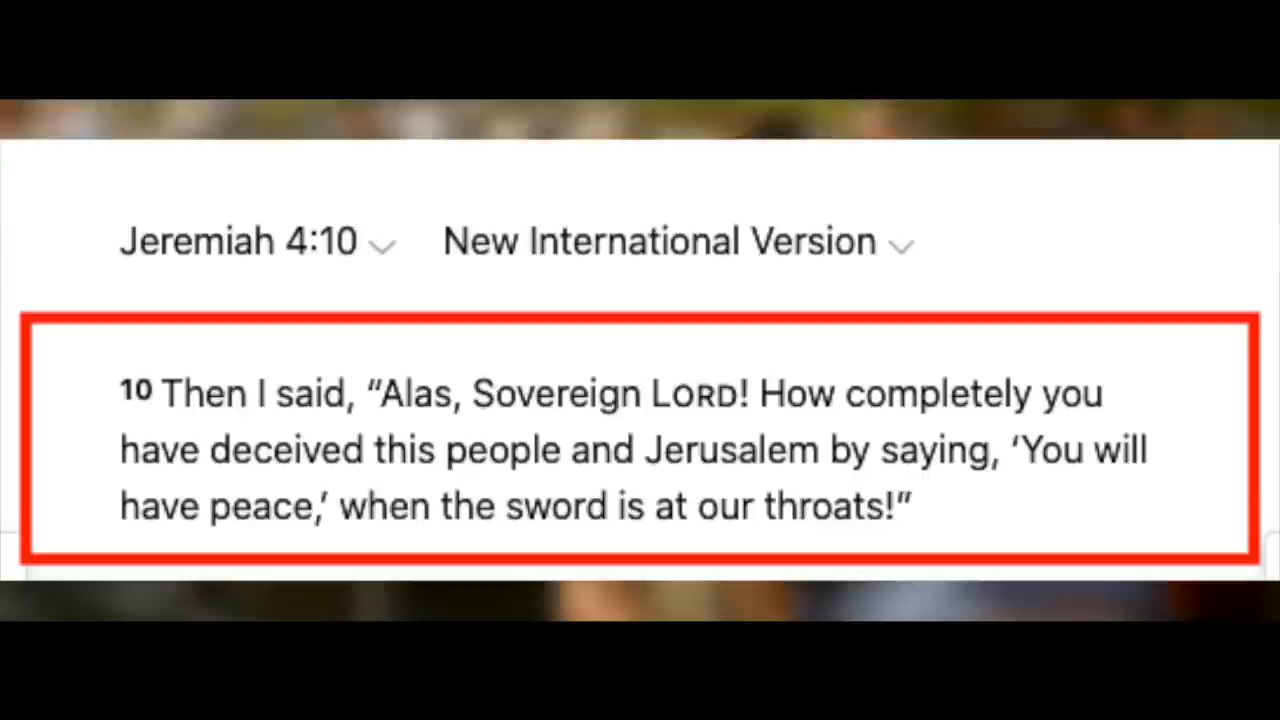 Jeremiah 4:10 New International Version
10 Then I said, “Alas, Sovereign LORD! How completely you
have deceived this people and Jerusalem by saying, ‘You will
have peace,’ when the sword is at our throats!”